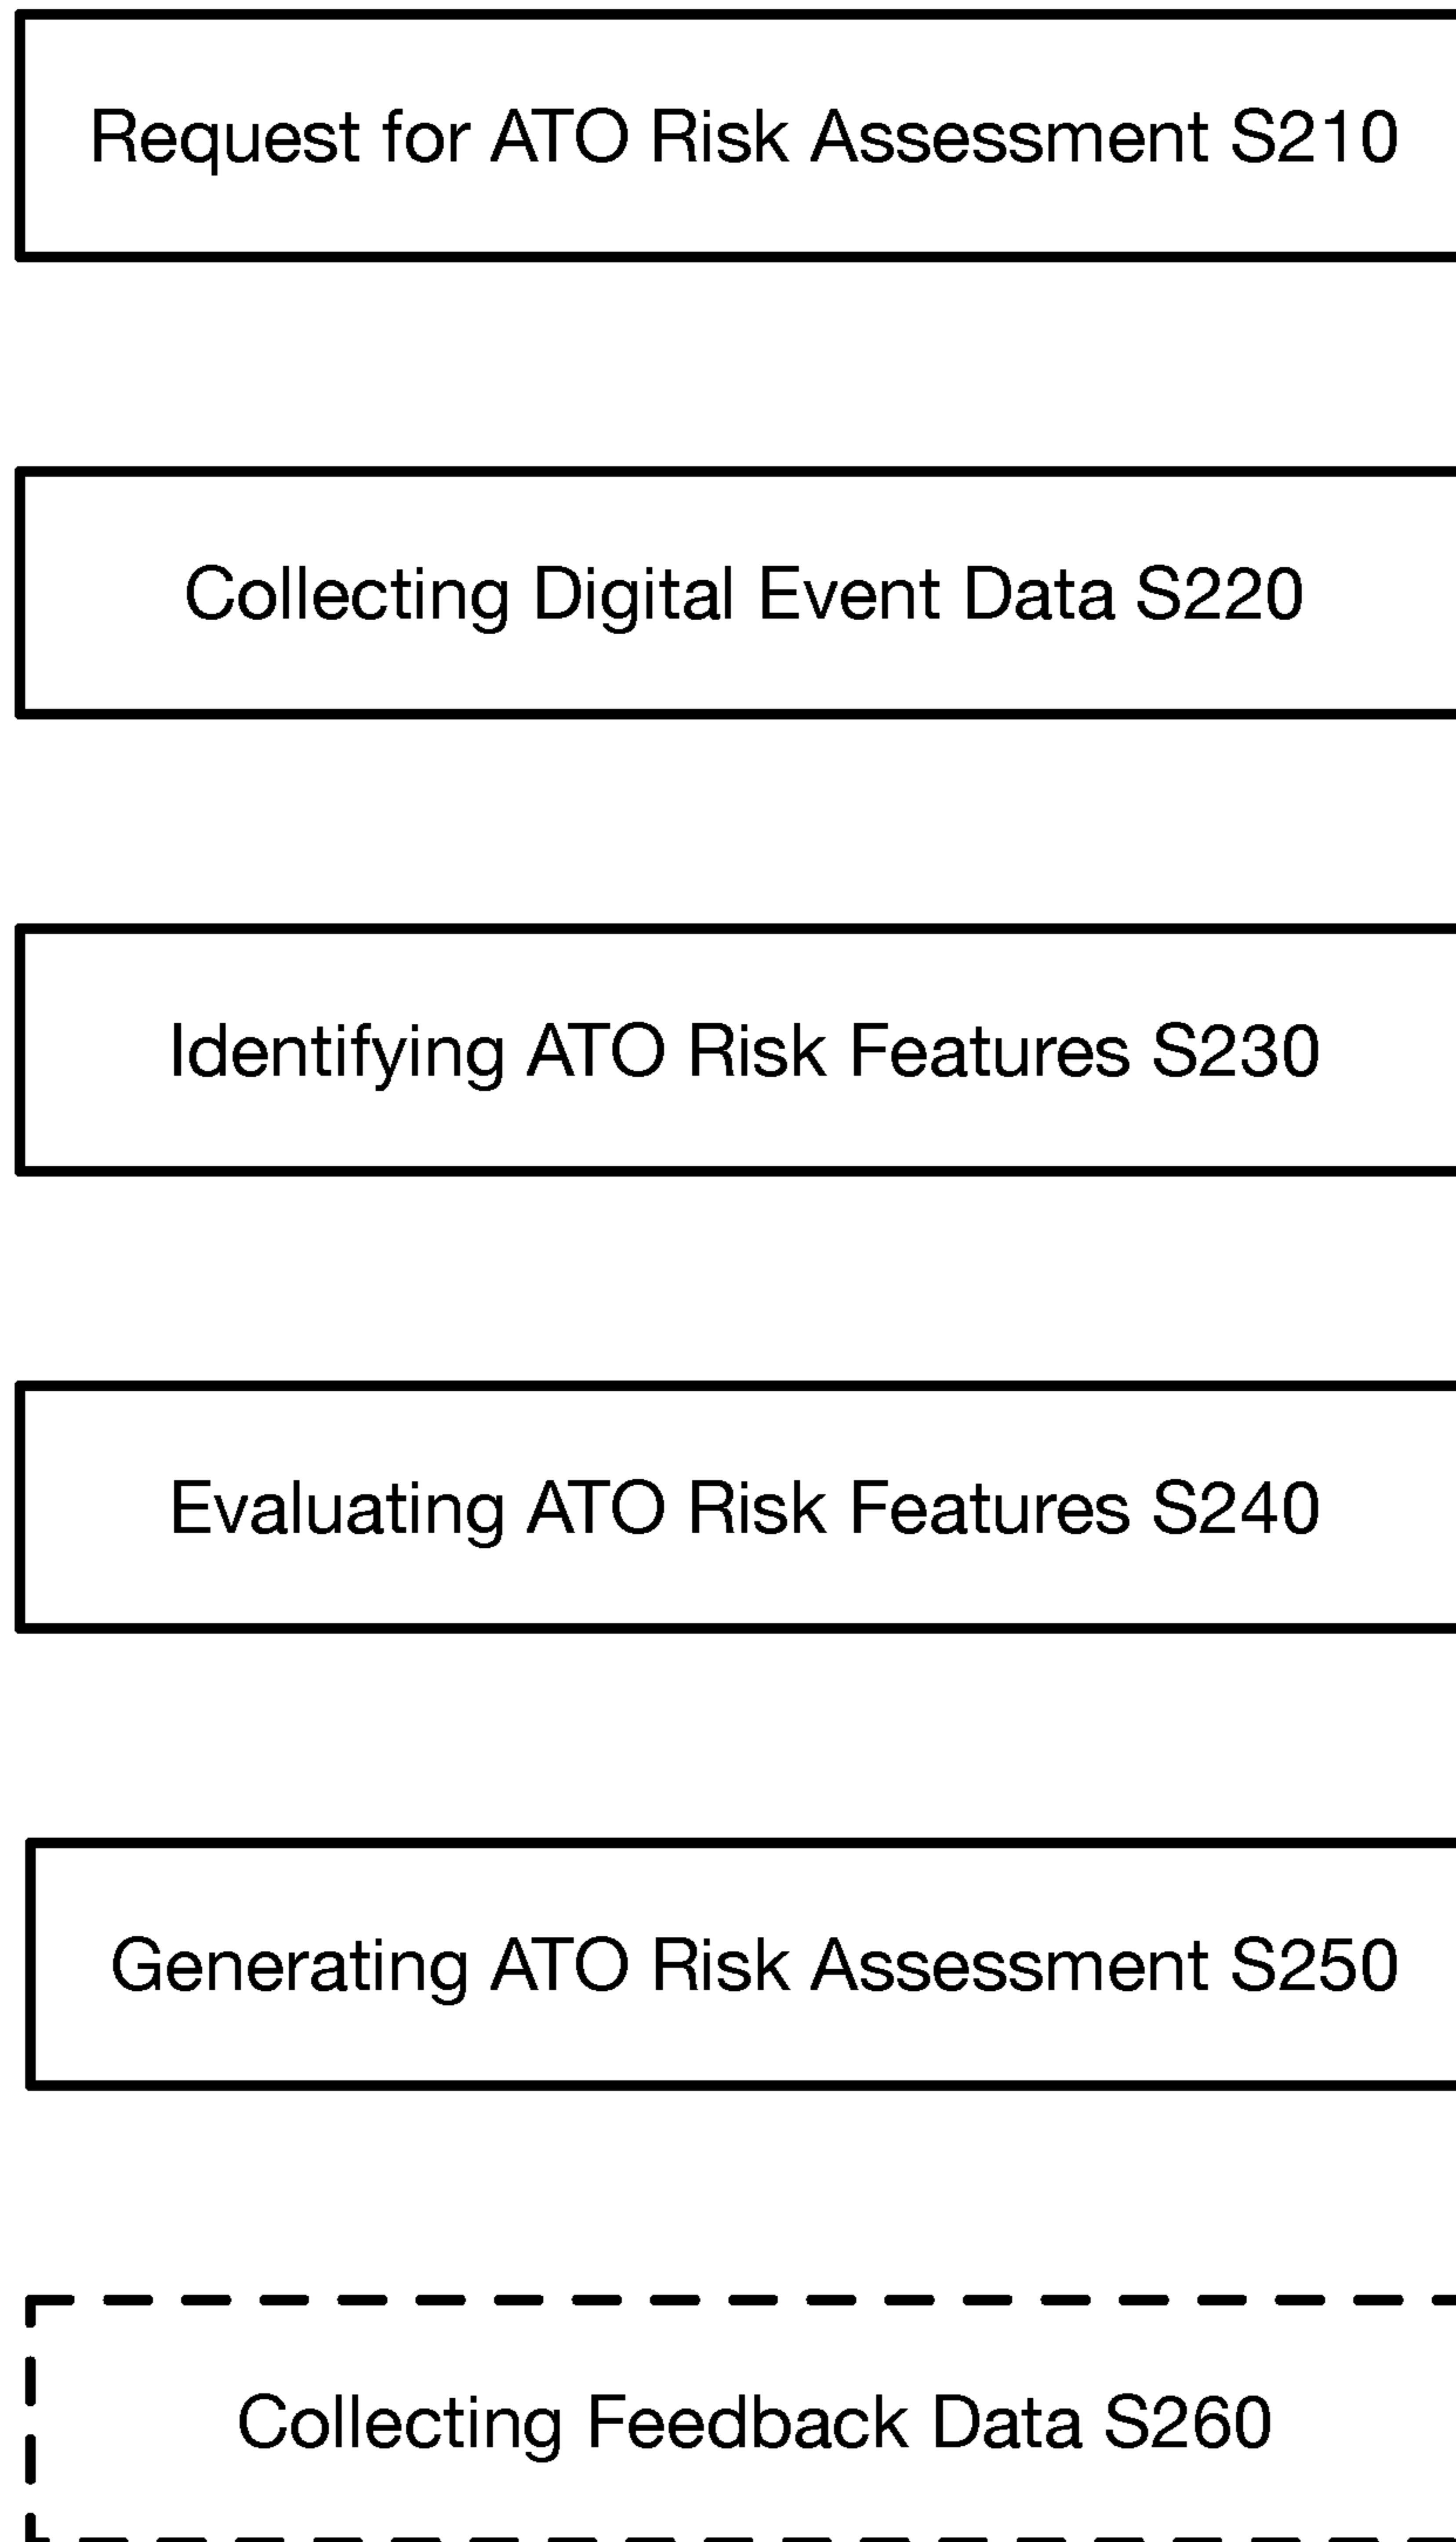 Request for ATO Risk Assessment S210
Collecting Digital Event Data S220
Identifying ATO Risk Features S230
Evaluating ATO Risk Features S240
Generating ATO Risk Assessment S250
Collecting Feedback Data S260